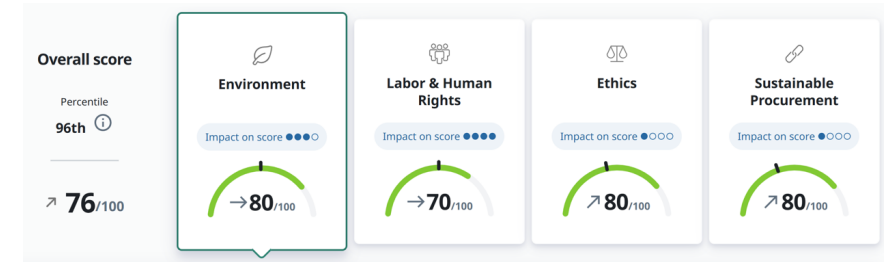 Overall score
Percentile
96th
↗ 76/100
Environment
Impact on score
→80/100
Labor & Human
Rights
Impact on score
→70/100
Ethics
Impact on score
↗ 80/100
Sustainable
Procurement
Impact on score
↗ 80/100